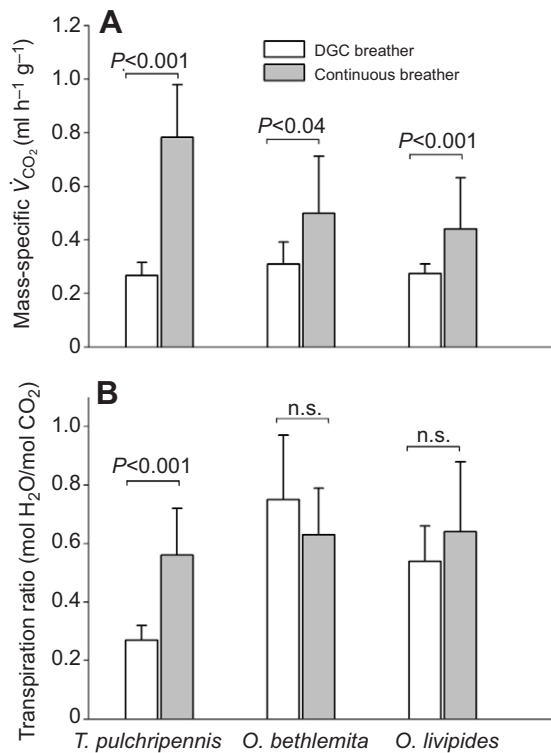 A
DGC breather
Continuous breather
P<0.001
P<0.04
P<0.001
Mass-specific V̇CO₂ (ml h⁻¹ g⁻¹)
1.2
1.0
0.8
0.6
0.4
0.2
0
B
n.s.
n.s.
P<0.001
Transpiration ratio (mol H₂O/mol CO₂)
1.0
0.8
0.6
0.4
0.2
0
T. pulchripennis O. bethlemita O. livipides